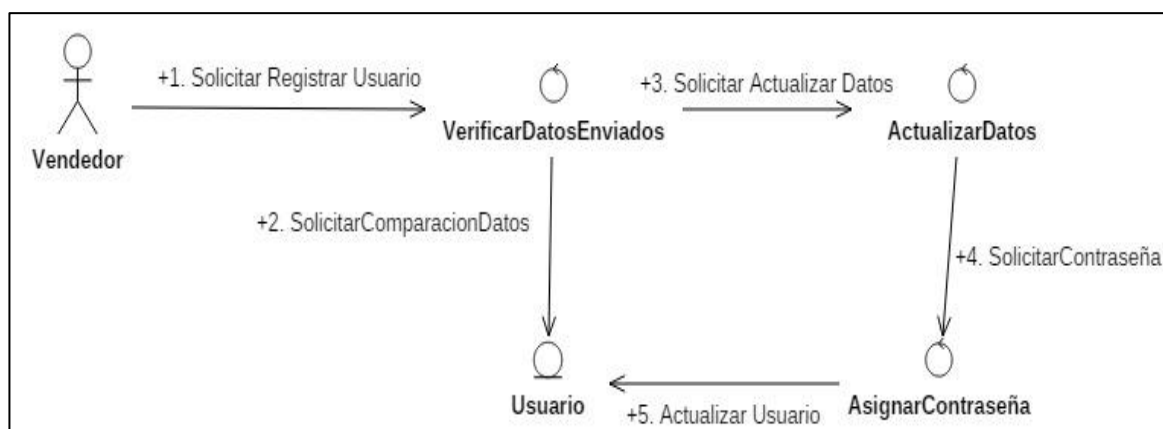 +1. Solicitar Registrar Usuario
+3. Solicitar Actualizar Datos
VerificarDatosEnviados
ActualizarDatos
Vendedor
+2. SolicitarComparacionDatos
+4. SolicitarContraseña
Usuario
+5. Actualizar Usuario
AsignarContraseña